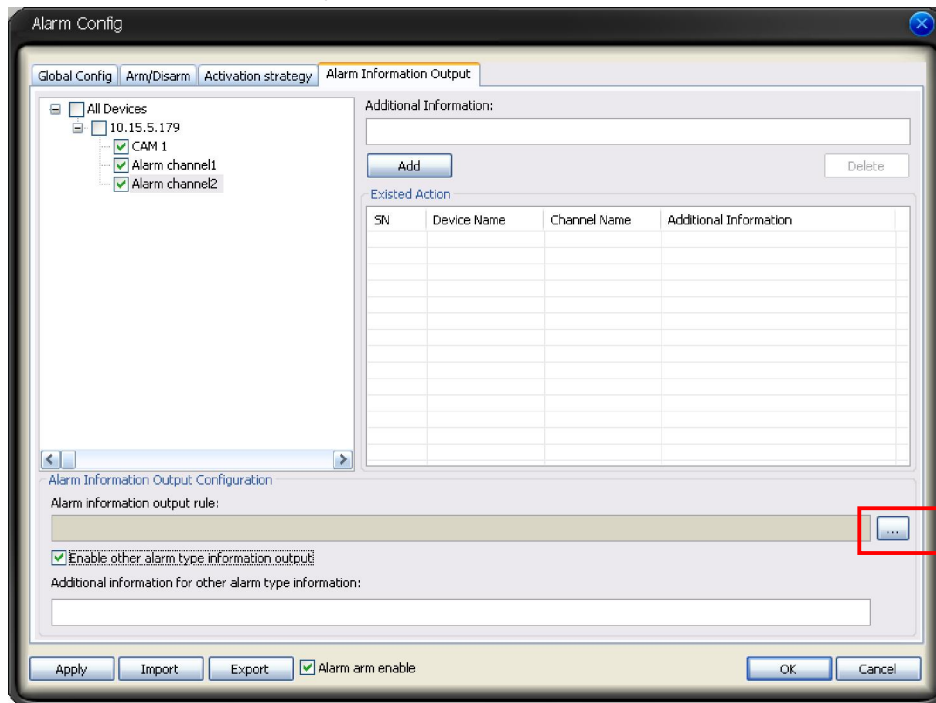 Alarm Config
Global Config Arm/Disarm Activation strategy Alarm Information Output
All Devices
10.15.5.179
CAM 1
Alarm channel1
Alarm channel2
Additional Information:
Add Delete
Existed Action
SN Device Name Channel Name Additional Information
Alarm Information Output Configuration
Alarm information output rule:
...
Enable other alarm type information output
Additional information for other alarm type information:
Apply Import Export Alarm arm enable OK Cancel